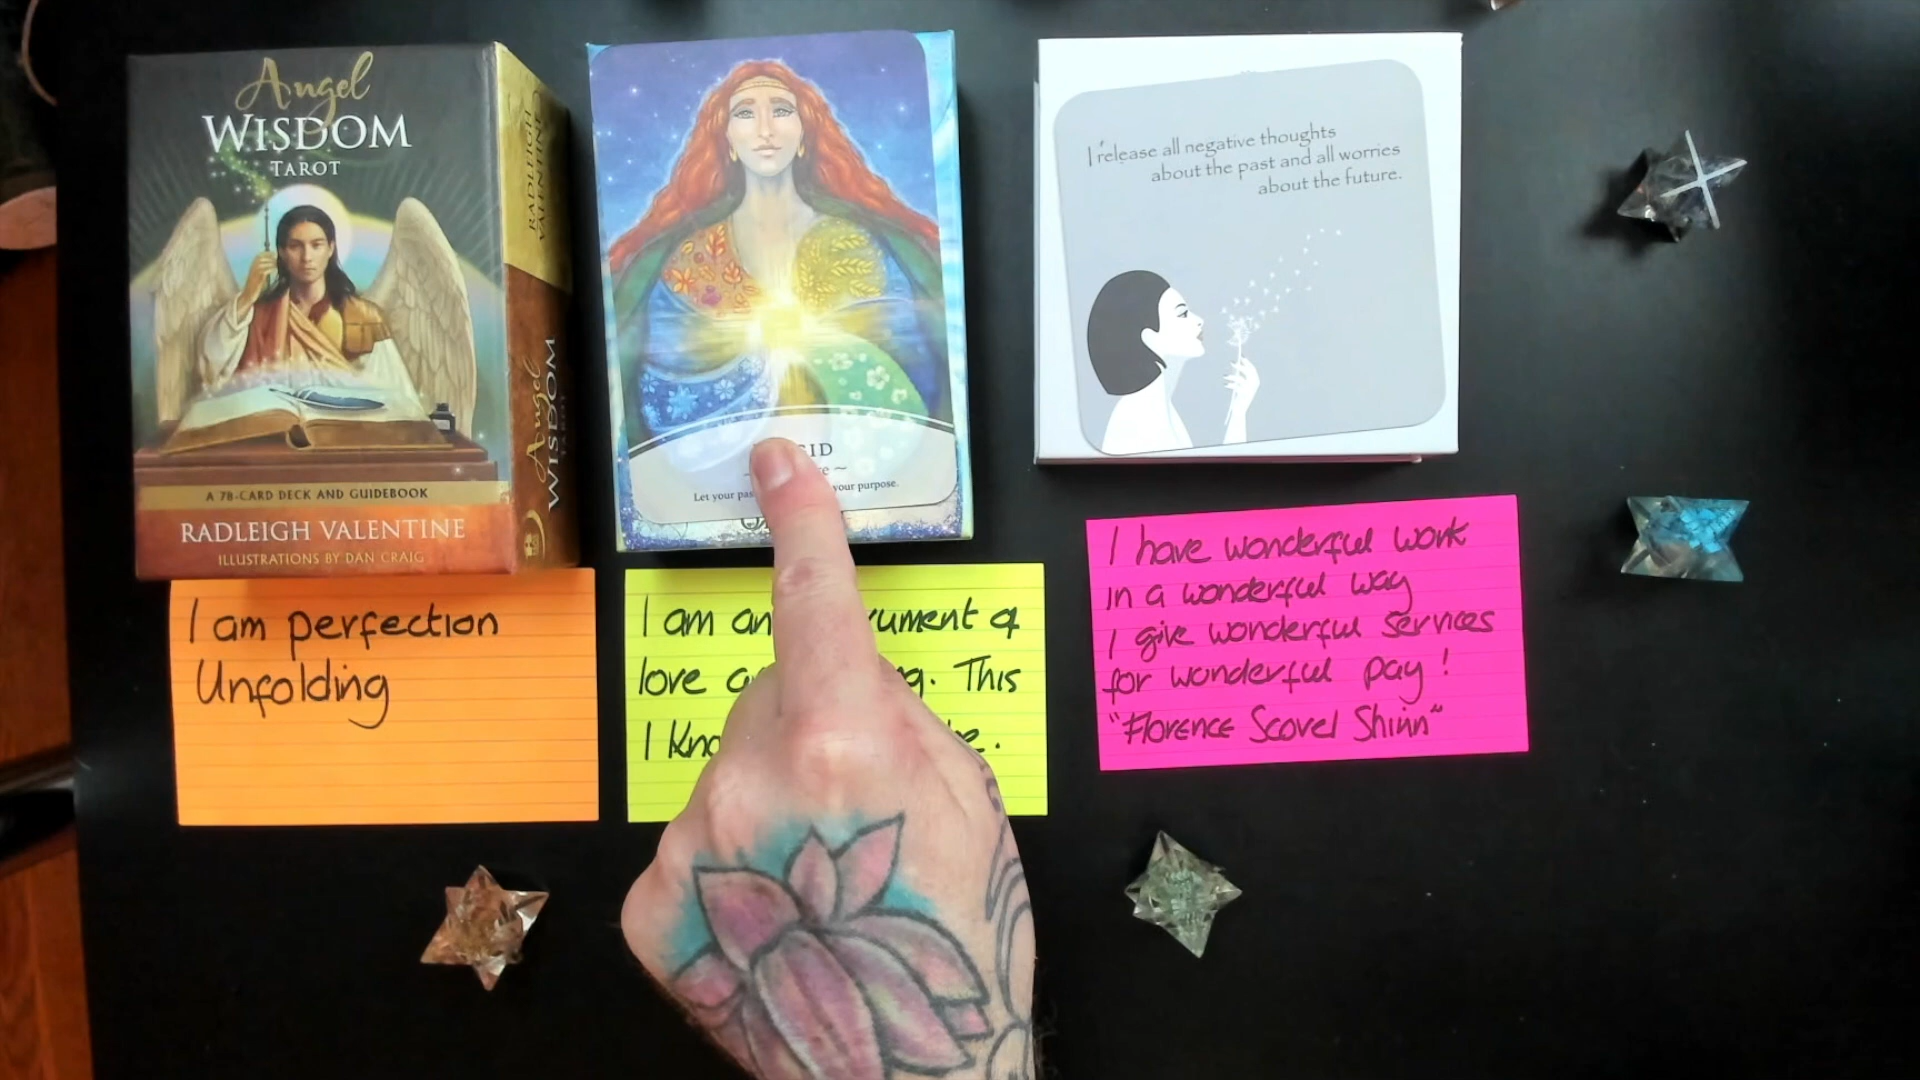 Angel
WISDOM
TAROT
A 78-CARD DECK AND GUIDEBOOK
RADLEIGH VALENTINE
ILLUSTRATIONS BY DAN CRAIG
RADLEIGH
VALENTINE
Angel
WISDOM
TAROT
Let your your purpose.
I release all negative thoughts
about the past and all worries
about the future.
I am perfection
Unfolding
I am an
love This
I
I have wonderful work
in a wonderful way
I give wonderful services
for wonderful pay!
"Florence Scovel Shinn"